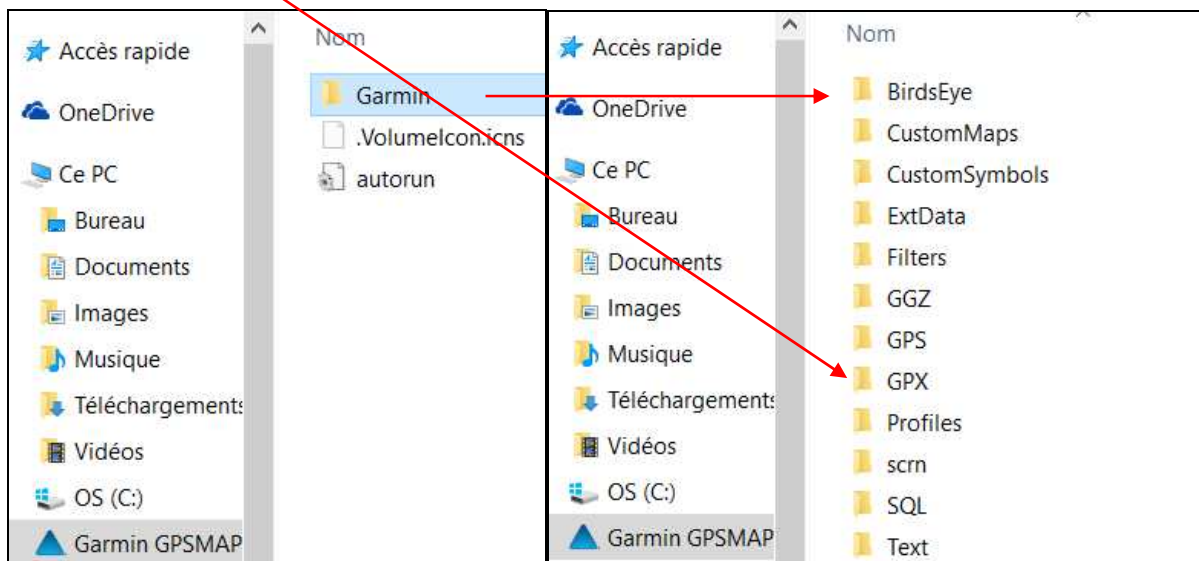 Accès rapide
OneDrive
Ce PC
Bureau
Documents
Images
Musique
Téléchargements
Vidéos
OS (C:)
Garmin GPSMAP
Nom
Garmin
.VolumeIcon.icns
autorun
Accès rapide
OneDrive
Ce PC
Bureau
Documents
Images
Musique
Téléchargements
Vidéos
OS (C:)
Garmin GPSMAP
Nom
BirdsEye
CustomMaps
CustomSymbols
ExtData
Filters
GGZ
GPS
GPX
Profiles
scrn
SQL
Text